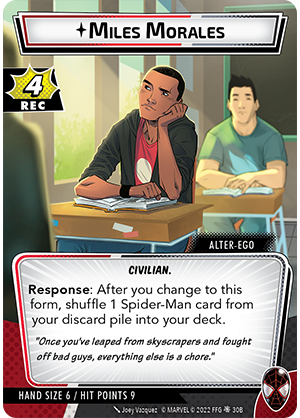 Miles Morales
4
REC
ALTER-EGO
CIVILIAN.
Response: After you change to this
form, shuffle 1 Spider-Man card from
your discard pile into your deck.
"Once you've leaped from skyscrapers and fought
off bad guys, everything else is a chore."
HAND SIZE 6 / HIT POINTS 9
Joey Vazquez © MARVEL © 2022 FFG 30B